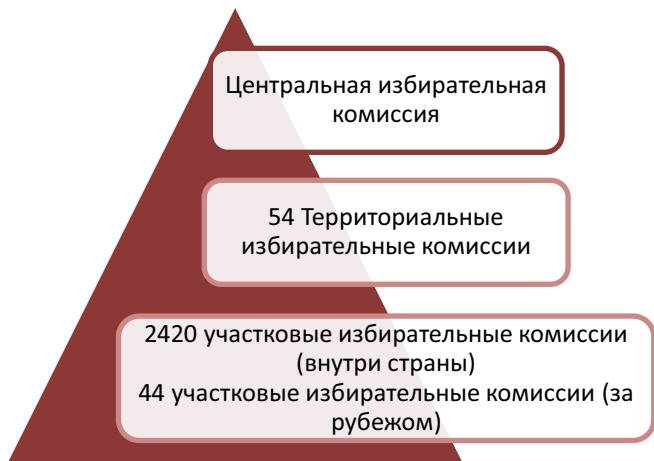 Центральная избирательная
комиссия
54 Территориальные
избирательные комиссии
2420 участковые избирательные комиссии
(внутри страны)
44 участковые избирательные комиссии (за
рубежом)